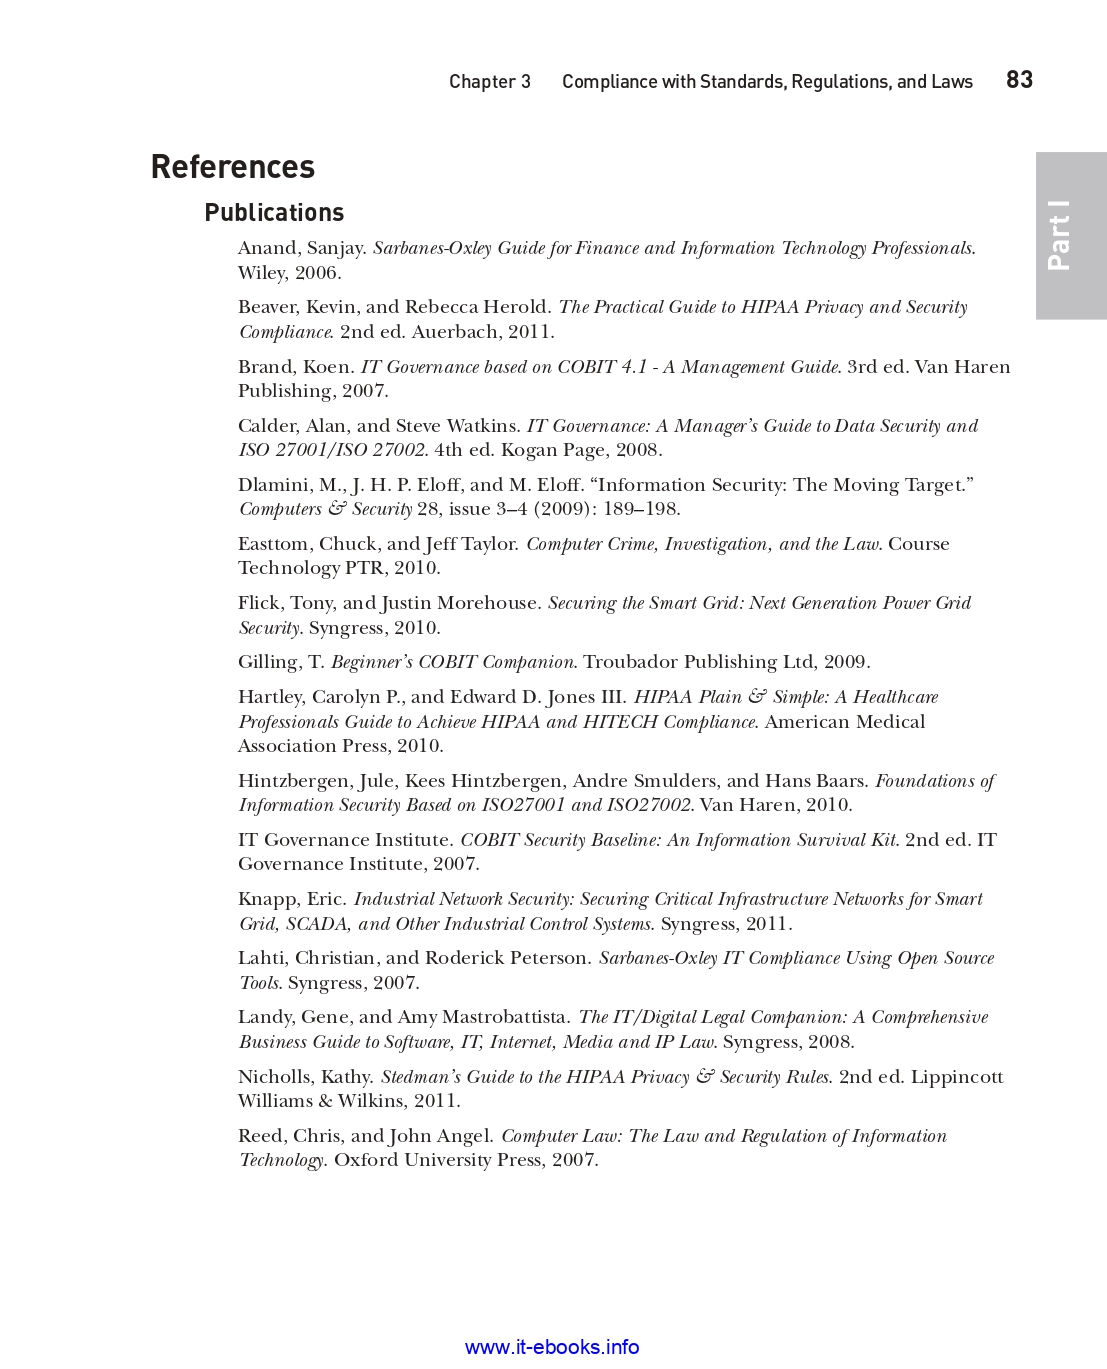 Chapter 3 Compliance with Standards, Regulations, and Laws 83
Part I
References
Publications
Anand, Sanjay. Sarbanes-Oxley Guide for Finance and Information Technology Professionals.
Wiley, 2006.
Beaver, Kevin, and Rebecca Herold. The Practical Guide to HIPAA Privacy and Security
Compliance. 2nd ed. Auerbach, 2011.
Brand, Koen. IT Governance based on COBIT 4.1 - A Management Guide. 3rd ed. Van Haren
Publishing, 2007.
Calder, Alan, and Steve Watkins. IT Governance: A Manager’s Guide to Data Security and
ISO 27001/ISO 27002. 4th ed. Kogan Page, 2008.
Dlamini, M., J. H. P. Eloff, and M. Eloff. “Information Security: The Moving Target.”
Computers & Security 28, issue 3–4 (2009): 189–198.
Easttom, Chuck, and Jeff Taylor. Computer Crime, Investigation, and the Law. Course
Technology PTR, 2010.
Flick, Tony, and Justin Morehouse. Securing the Smart Grid: Next Generation Power Grid
Security. Syngress, 2010.
Gilling, T. Beginner’s COBIT Companion. Troubador Publishing Ltd, 2009.
Hartley, Carolyn P., and Edward D. Jones III. HIPAA Plain & Simple: A Healthcare
Professionals Guide to Achieve HIPAA and HITECH Compliance. American Medical
Association Press, 2010.
Hintzbergen, Jule, Kees Hintzbergen, Andre Smulders, and Hans Baars. Foundations of
Information Security Based on ISO27001 and ISO27002. Van Haren, 2010.
IT Governance Institute. COBIT Security Baseline: An Information Survival Kit. 2nd ed. IT
Governance Institute, 2007.
Knapp, Eric. Industrial Network Security: Securing Critical Infrastructure Networks for Smart
Grid, SCADA, and Other Industrial Control Systems. Syngress, 2011.
Lahti, Christian, and Roderick Peterson. Sarbanes-Oxley IT Compliance Using Open Source
Tools. Syngress, 2007.
Landy, Gene, and Amy Mastrobattista. The IT/Digital Legal Companion: A Comprehensive
Business Guide to Software, IT, Internet, Media and IP Law. Syngress, 2008.
Nicholls, Kathy. Stedman’s Guide to the HIPAA Privacy & Security Rules. 2nd ed. Lippincott
Williams & Wilkins, 2011.
Reed, Chris, and John Angel. Computer Law: The Law and Regulation of Information
Technology. Oxford University Press, 2007.
www.it-ebooks.info